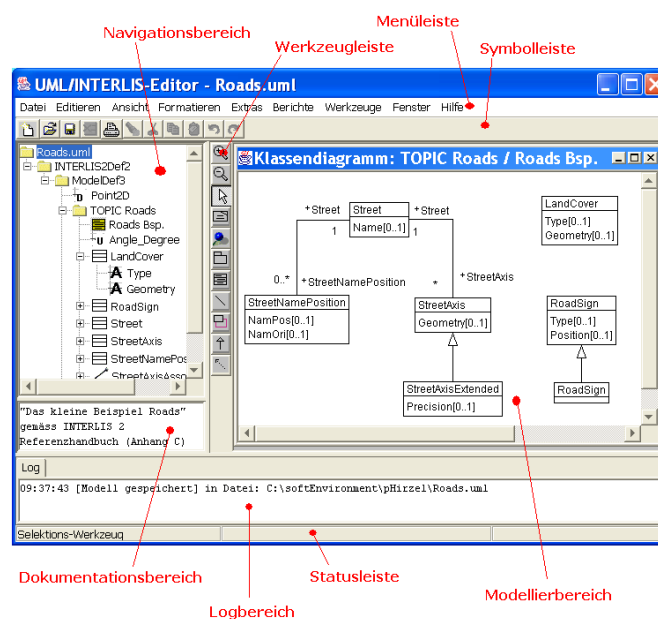 Menüleiste
Navigationsbereich
Werkzeugleiste
Symbolleiste
UML/INTERLIS-Editor - Roads.uml
Datei Editieren Ansicht Formatieren Extras Berichte Werkzeuge Fenster Hilfe
Roads.uml
INTERLIS2Def2
ModelDef3
Point2D
TOPIC Roads
Roads Bsp.
Angle_Degree
LandCover
Type
Geometry
RoadSign
Street
StreetAxis
StreetNamePos
StreetAxisAsso
Klassendiagramm: TOPIC Roads / Roads Bsp.
+Street
Street
+Street
1
Name[0..1]
1
LandCover
Type[0..1]
Geometry[0..1]
0..*
+StreetNamePosition
*
+StreetAxis
StreetNamePosition
NamPos[0..1]
NamOri[0..1]
StreetAxis
Geometry[0..1]
RoadSign
Type[0..1]
Position[0..1]
StreetAxisExtended
Precision[0..1]
RoadSign
"Das kleine Beispiel Roads"
gemäss INTERLIS 2
Referenzhandbuch (Anhang C)
Log
09:37:43 [Modell gespeichert] in Datei: C:\softEnvironment\pHirzel\Roads.uml
Selektions-Werkzeug
Dokumentationsbereich
Statusleiste
Modellierbereich
Logbereich